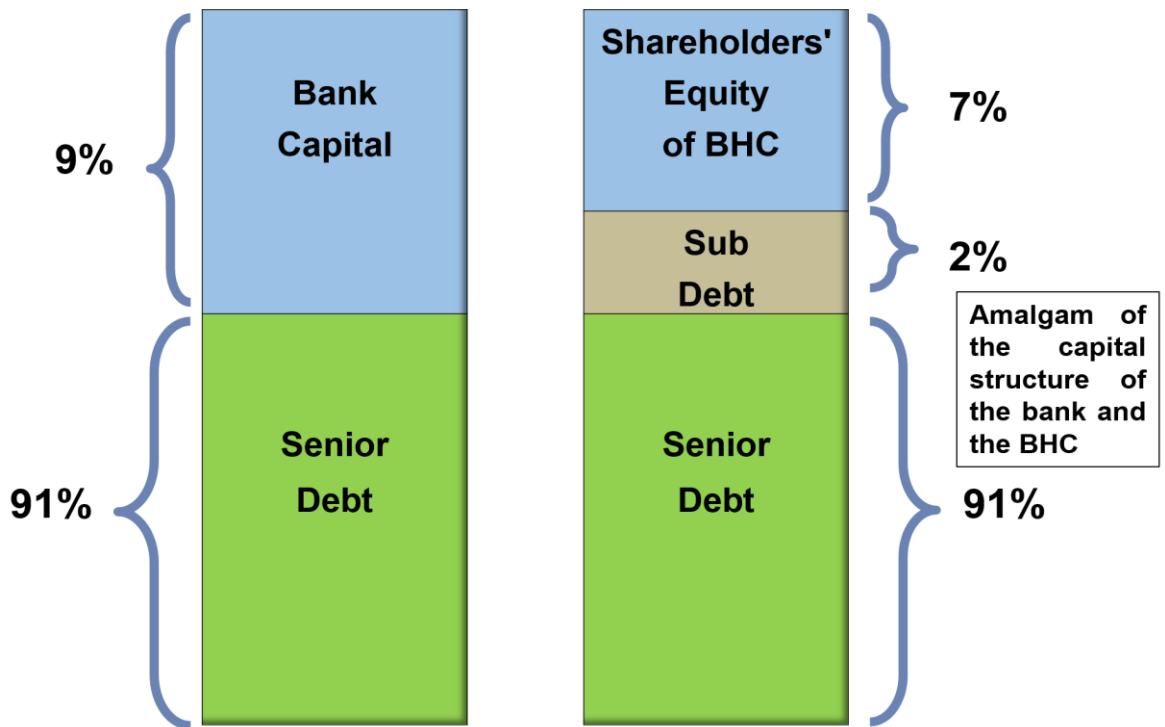 9%
Bank
Capital
91%
Senior
Debt
Shareholders'
Equity
of BHC
7%
Sub
Debt
2%
Amalgam of
the capital
structure of
the bank and
the BHC
Senior
Debt
91%